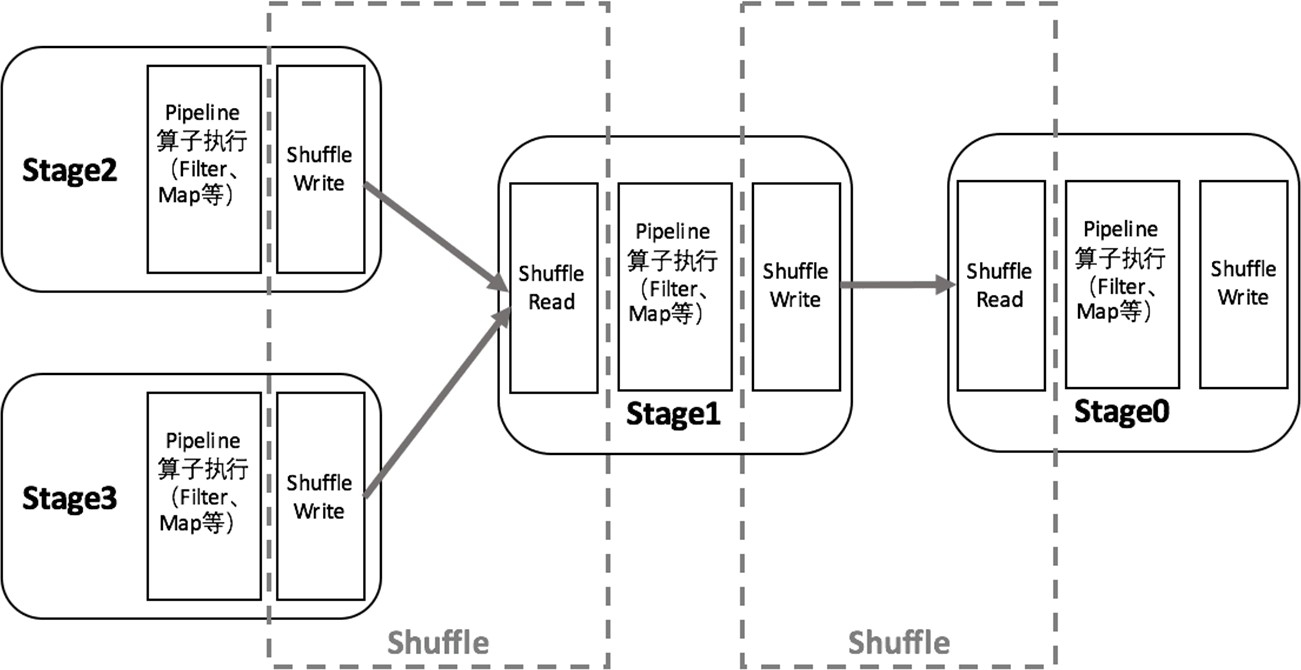 Stage2
Pipeline
算子执行
（Filter、
Map等）
Shuffle
Write
Stage3
Pipeline
算子执行
（Filter、
Map等）
Shuffle
Write
Shuffle
Read
Pipeline
算子执行
（Filter、
Map等）
Shuffle
Write
Stage1
Shuffle
Read
Pipeline
算子执行
（Filter、
Map等）
Shuffle
Write
Stage0
Shuffle
Shuffle